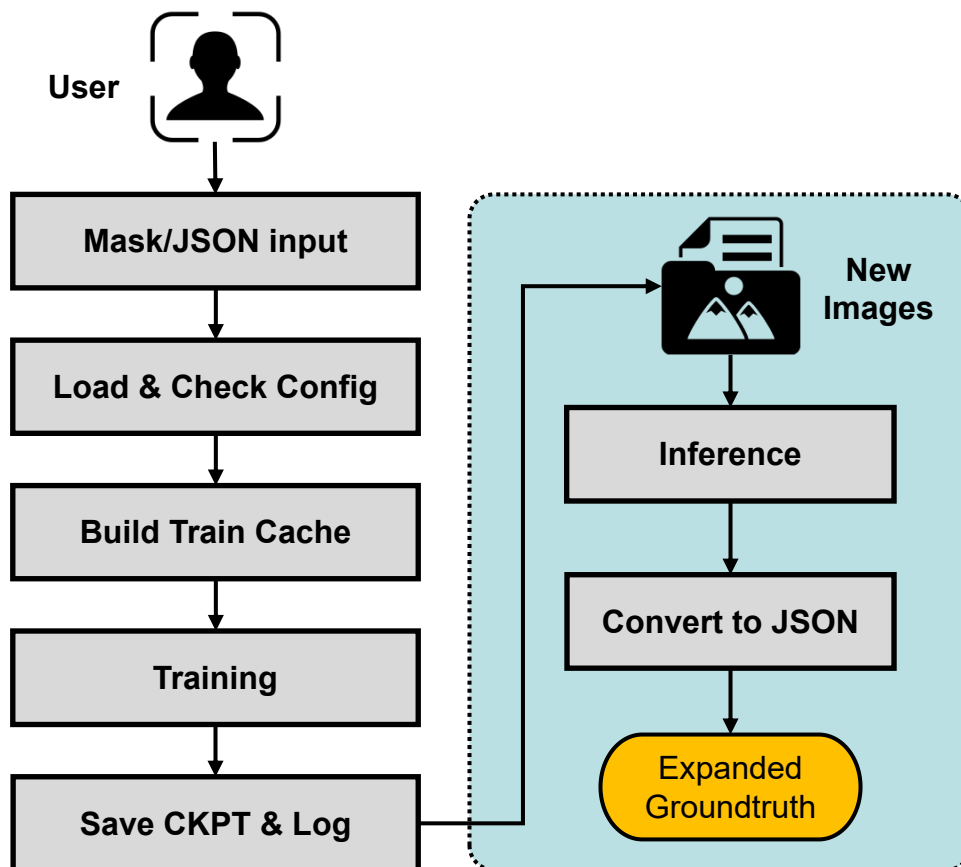 User
Mask/JSON input
Load & Check Config
Build Train Cache
Training
Save CKPT & Log
New
Images
Inference
Convert to JSON
Expanded
Groundtruth